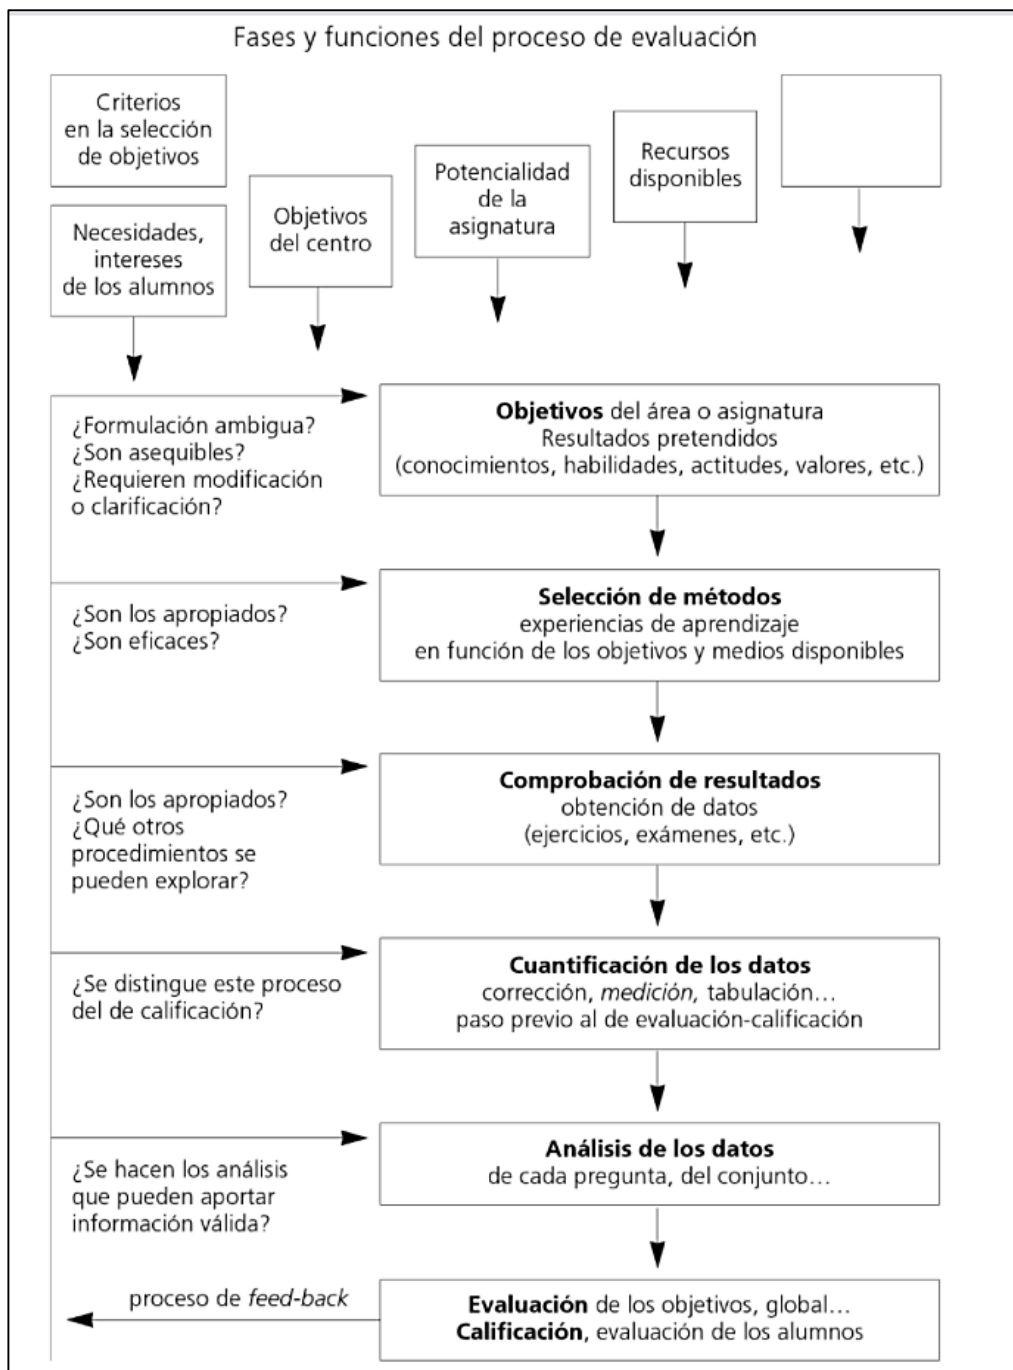 Fases y funciones del proceso de evaluación
Criterios
en la selección
de objetivos
Necesidades,
intereses
de los alumnos
Objetivos
del centro
Potencialidad
de la
asignatura
Recursos
disponibles
¿Formulación ambigua?
¿Son asequibles?
¿Requieren modificación
o clarificación?
Objetivos del área o asignatura
Resultados pretendidos
(conocimientos, habilidades, actitudes, valores, etc.)
¿Son los apropiados?
¿Son eficaces?
Selección de métodos
experiencias de aprendizaje
en función de los objetivos y medios disponibles
¿Son los apropiados?
¿Qué otros
procedimientos se
pueden explorar?
Comprobación de resultados
obtención de datos
(ejercicios, exámenes, etc.)
¿Se distingue este proceso
del de calificación?
Cuantificación de los datos
corrección, medición, tabulación...
paso previo al de evaluación-calificación
¿Se hacen los análisis
que pueden aportar
información válida?
Análisis de los datos
de cada pregunta, del conjunto...
proceso de feed-back
Evaluación de los objetivos, global...
Calificación, evaluación de los alumnos